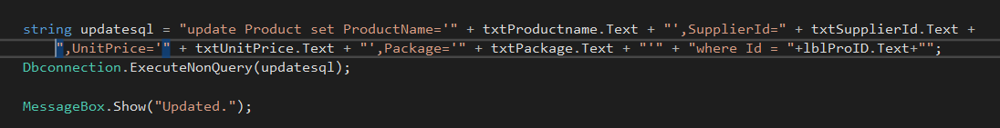 string updatesql = "update Product set ProductName='" + txtProductname.Text + "',SupplierId=" + txtSupplierId.Text +
",UnitPrice='" + txtUnitPrice.Text + "',Package='" + txtPackage.Text + "'" + "where Id = "+lblProID.Text+"";
Dbconnection.ExecuteNonQuery(updatesql);
MessageBox.Show("Updated.");